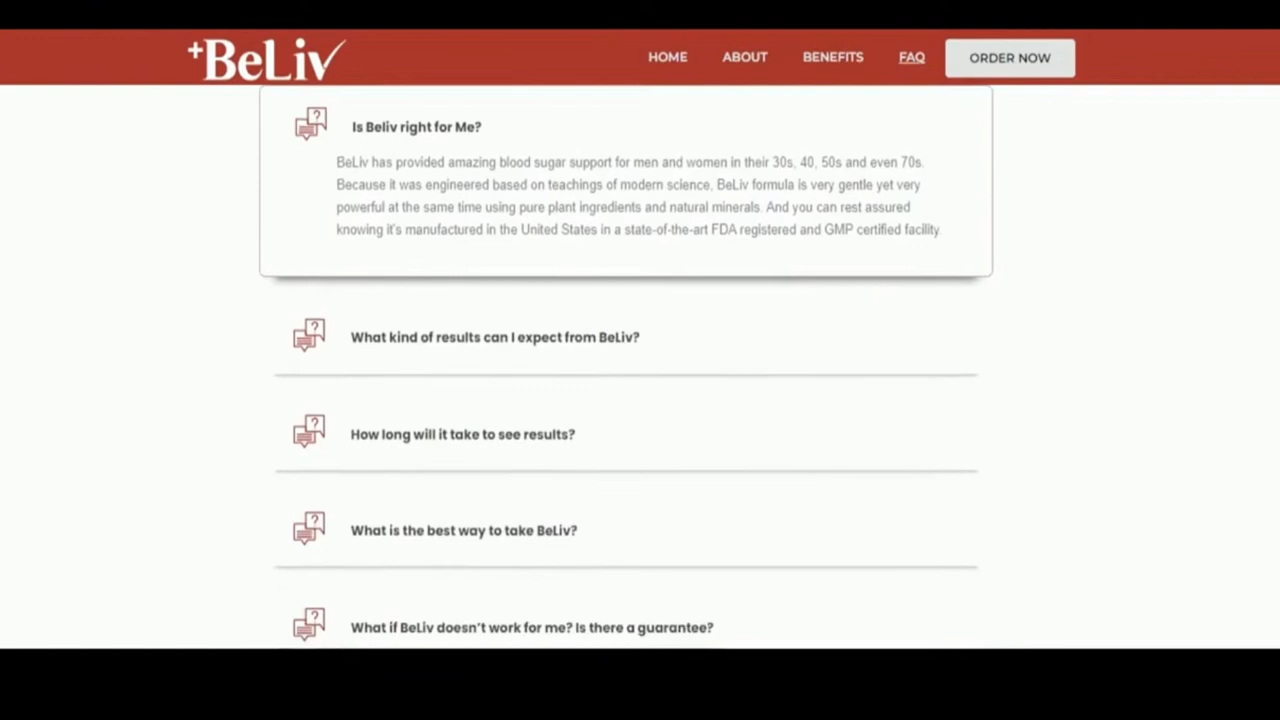 +BeLiv
HOME ABOUT BENEFITS FAQ ORDER NOW
Is Beliv right for Me?
BeLiv has provided amazing blood sugar support for men and women in their 30s, 40, 50s and even 70s.
Because it was engineered based on teachings of modern science, BeLiv formula is very gentle yet very
powerful at the same time using pure plant ingredients and natural minerals. And you can rest assured
knowing it's manufactured in the United States in a state-of-the-art FDA registered and GMP certified facility.
What kind of results can I expect from BeLiv?
How long will it take to see results?
What is the best way to take BeLiv?
What if BeLiv doesn't work for me? Is there a guarantee?